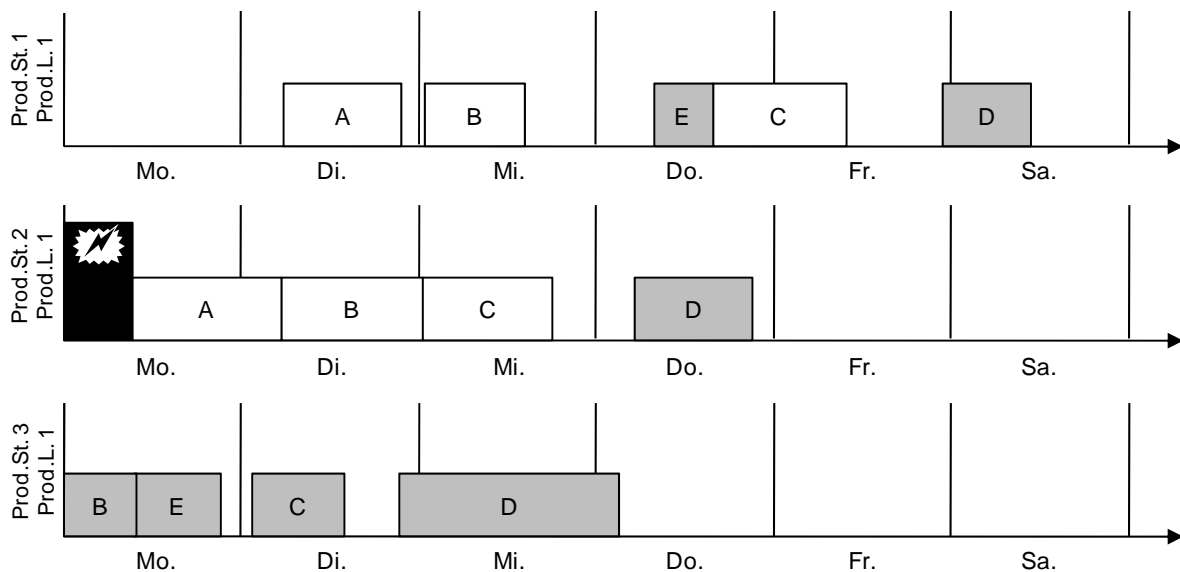 Prod.St.1
Prod.L.1
A B E C D
Mo. Di. Mi. Do. Fr. Sa.
Prod.St.2
Prod.L.1
A B C D
Mo. Di. Mi. Do. Fr. Sa.
Prod.St.3
Prod.L.1
B E C D
Mo. Di. Mi. Do. Fr. Sa.